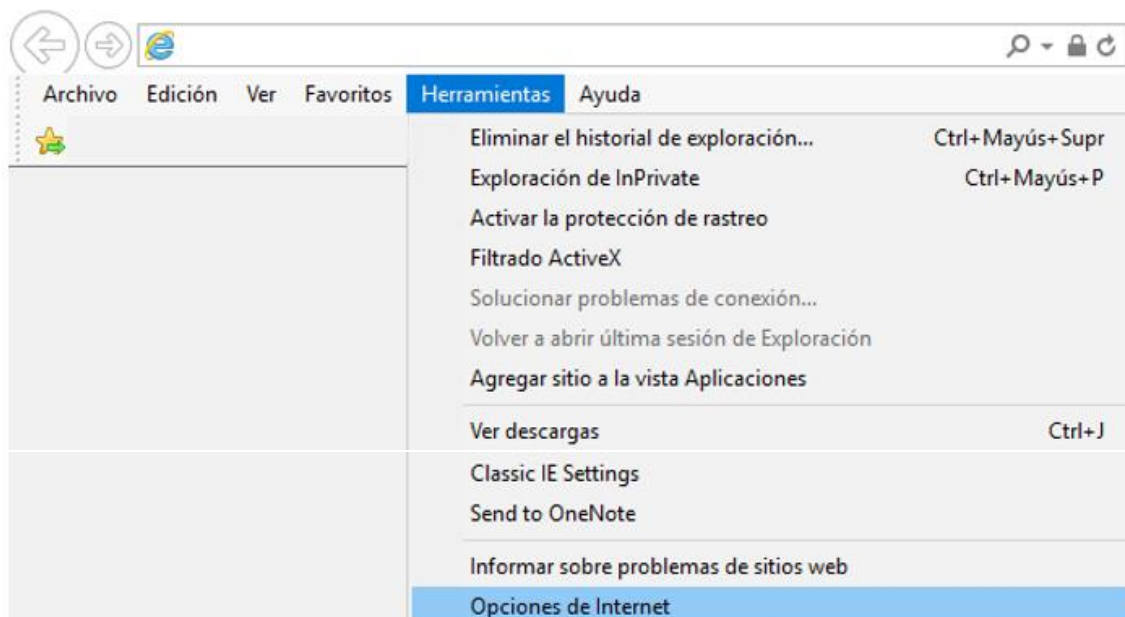 Archivo Edición Ver Favoritos Herramientas Ayuda
Eliminar el historial de exploración... Ctrl+Mayús+Supr
Exploración de InPrivate Ctrl+Mayús+P
Activar la protección de rastreo
Filtrado ActiveX
Solucionar problemas de conexión...
Volver a abrir última sesión de Exploración
Agregar sitio a la vista Aplicaciones
Ver descargas Ctrl+J
Classic IE Settings
Send to OneNote
Informar sobre problemas de sitios web
Opciones de Internet